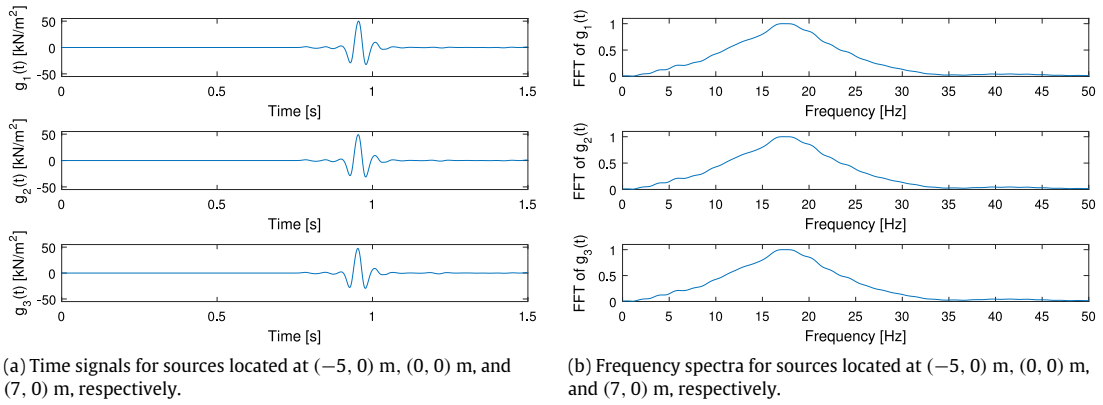 50
0
-50
g₁(t) [kN/m²]
0 0.5 1 1.5
Time [s]
50
0
-50
g₂(t) [kN/m²]
0 0.5 1 1.5
Time [s]
50
0
-50
g₃(t) [kN/m²]
0 0.5 1 1.5
Time [s]
(a) Time signals for sources located at (−5, 0) m, (0, 0) m, and
(7, 0) m, respectively.
1
0.5
0
FFT of g₁(t)
0 5 10 15 20 25 30 35 40 45 50
Frequency [Hz]
1
0.5
0
FFT of g₂(t)
0 5 10 15 20 25 30 35 40 45 50
Frequency [Hz]
1
0.5
0
FFT of g₃(t)
0 5 10 15 20 25 30 35 40 45 50
Frequency [Hz]
(b) Frequency spectra for sources located at (−5, 0) m, (0, 0) m,
and (7, 0) m, respectively.